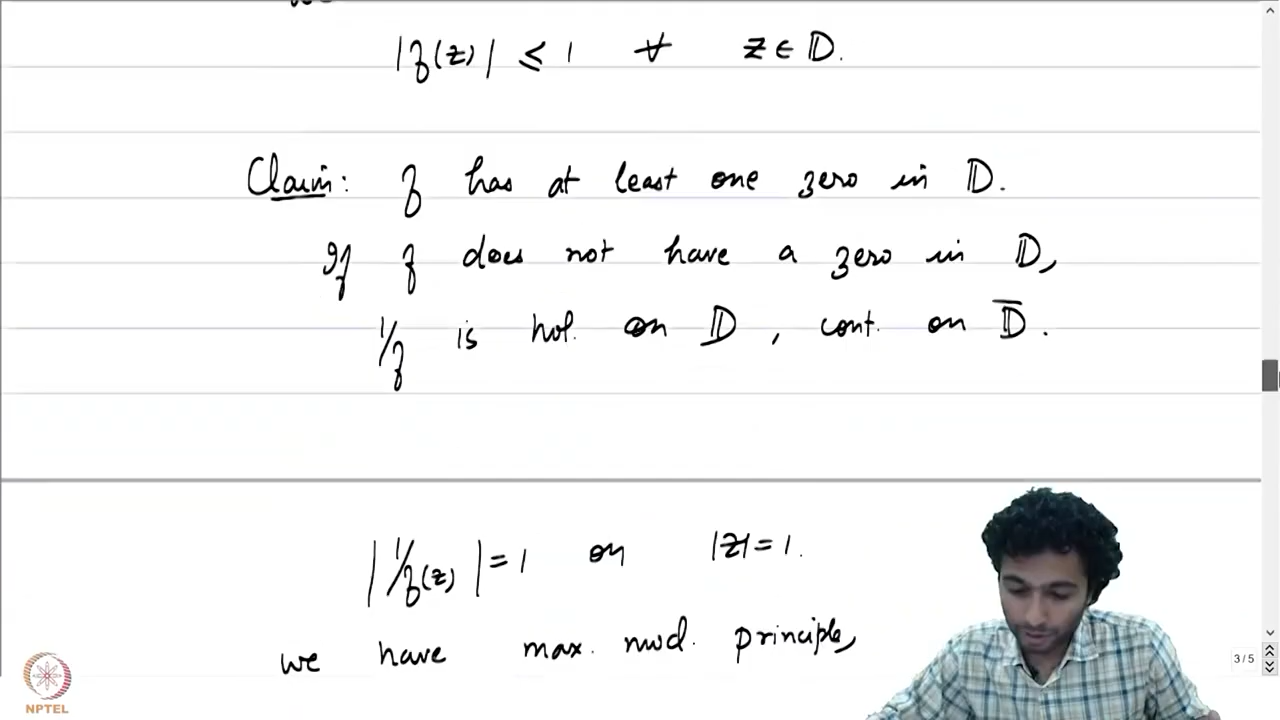 |f(z)| ≤ 1 ∀ z ∈ 𝔻.
Claim: f has at least one zero in 𝔻.
If f does not have a zero in 𝔻,
1/f is hol. on 𝔻, cont. on 𝔻̅.
|1/f(z)| = 1 on |z| = 1.
we have max. mod. principle,
3 / 5
NPTEL